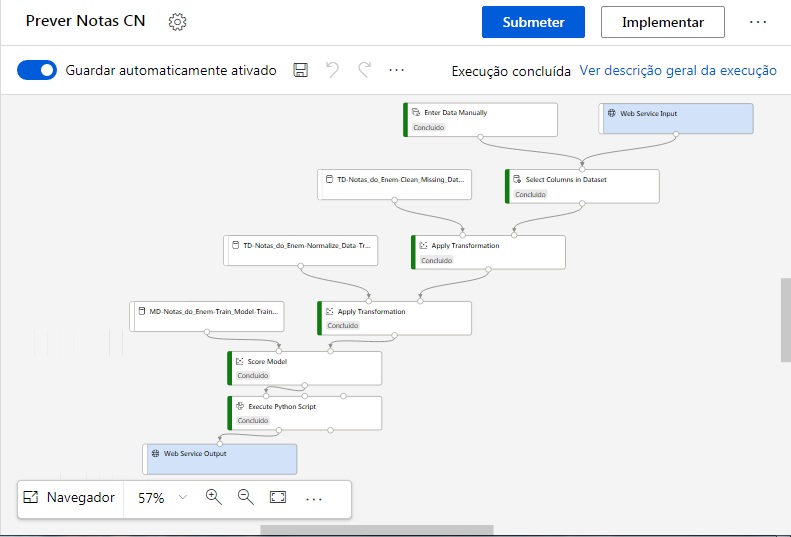 Prever Notas CN
Submeter
Implementar
...
Guardar automaticamente ativado
...
Execução concluída
Ver descrição geral da execução
Enter Data Manually
Concluído
Web Service Input
TD-Notas_do_Enem-Clean_Missing_Dat...
Select Columns in Dataset
Concluído
TD-Notas_do_Enem-Normalize_Data-Tr...
Apply Transformation
Concluído
MD-Notas_do_Enem-Train_Model-Train...
Apply Transformation
Concluído
Score Model
Concluído
Execute Python Script
Concluído
Web Service Output
Navegador
57%
...